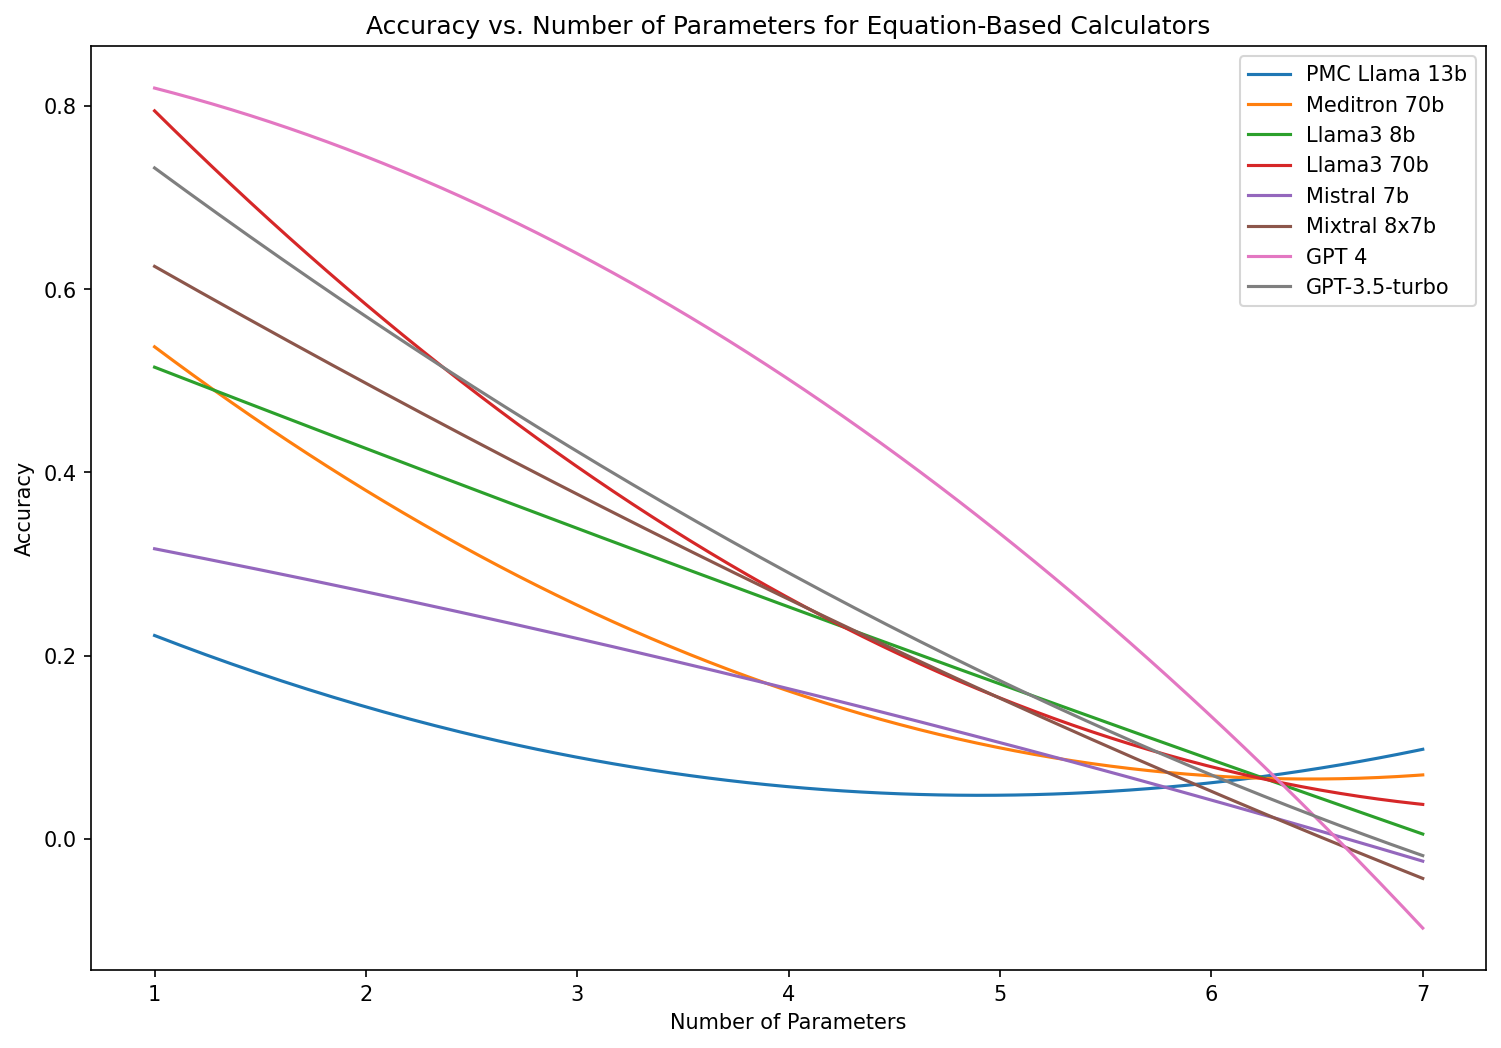 Accuracy vs. Number of Parameters for Equation-Based Calculators
PMC Llama 13b
Meditron 70b
Llama3 8b
Llama3 70b
Mistral 7b
Mixtral 8x7b
GPT 4
GPT-3.5-turbo
Accuracy
0.8
0.6
0.4
0.2
0.0
1 2 3 4 5 6 7
Number of Parameters